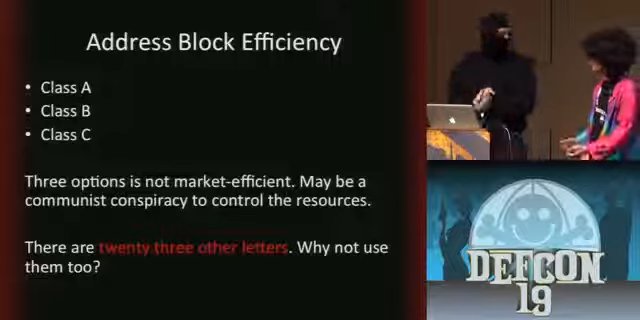 Address Block Efficiency
• Class A
• Class B
• Class C
Three options is not market-efficient. May be a
communist conspiracy to control the resources.
There are twenty three other letters. Why not use
them too?
DEFCON
19